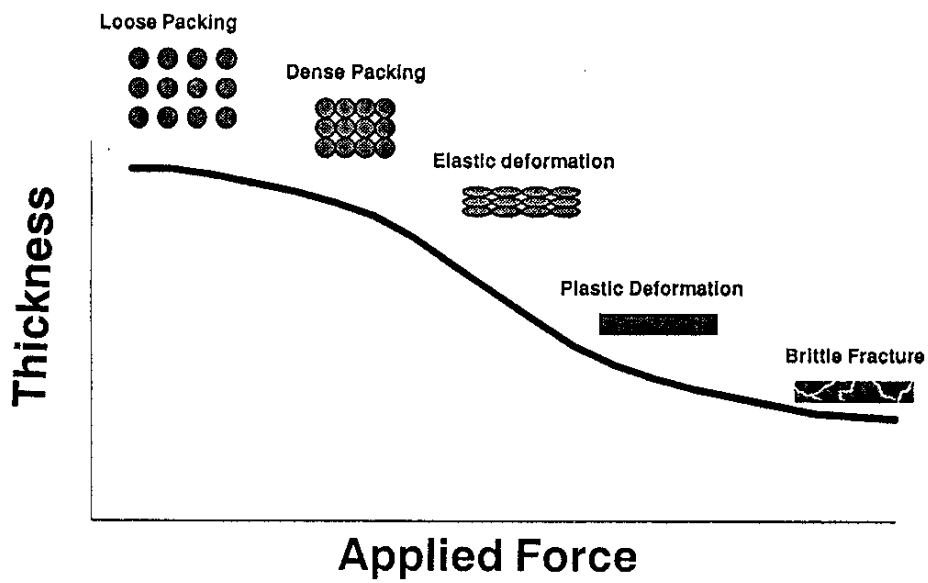 Loose Packing
Dense Packing
Elastic deformation
Plastic Deformation
Brittle Fracture
Thickness
Applied Force